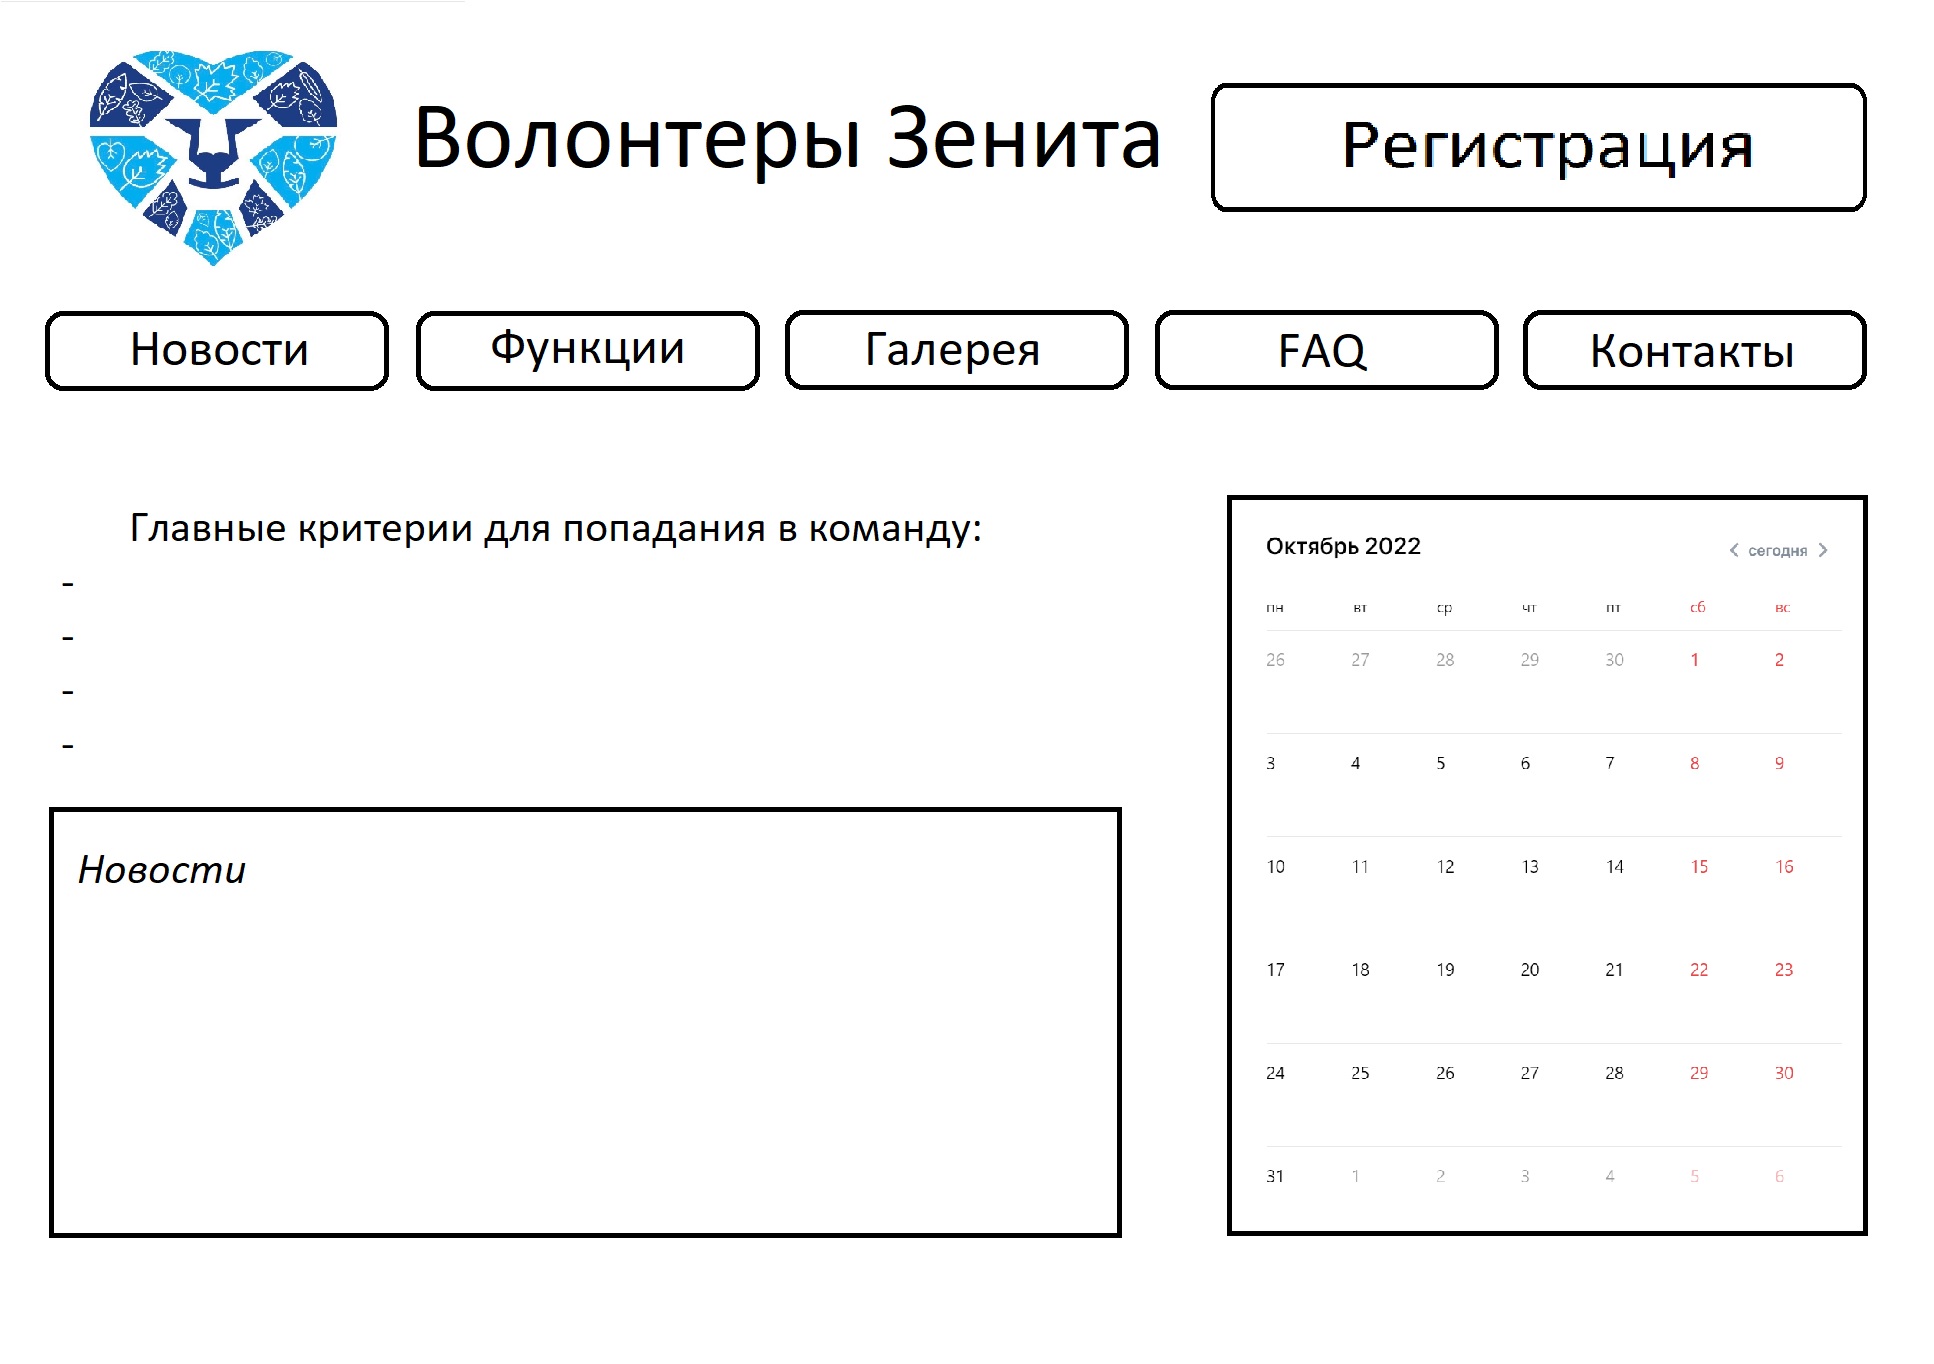 Волонтеры Зенита
Регистрация
Новости
Функции
Галерея
FAQ
Контакты
Главные критерии для попадания в команду:
-
-
-
-
Новости
Октябрь 2022
< сегодня >
пн вт ср чт пт сб вс
26 27 28 29 30 1 2
3 4 5 6 7 8 9
10 11 12 13 14 15 16
17 18 19 20 21 22 23
24 25 26 27 28 29 30
31 1 2 3 4 5 6